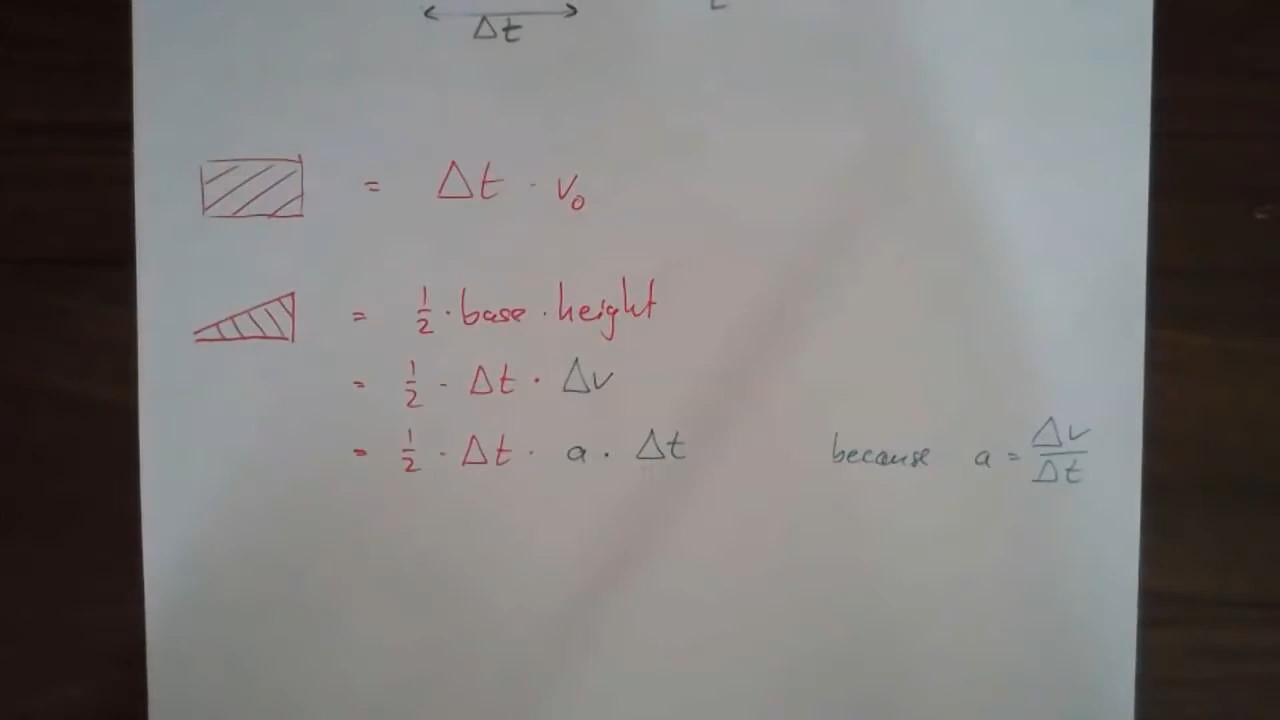 Δt
= Δt · v₀
= ½ · base · height
= ½ · Δt · Δv
= ½ · Δt · a · Δt because a = Δv/Δt